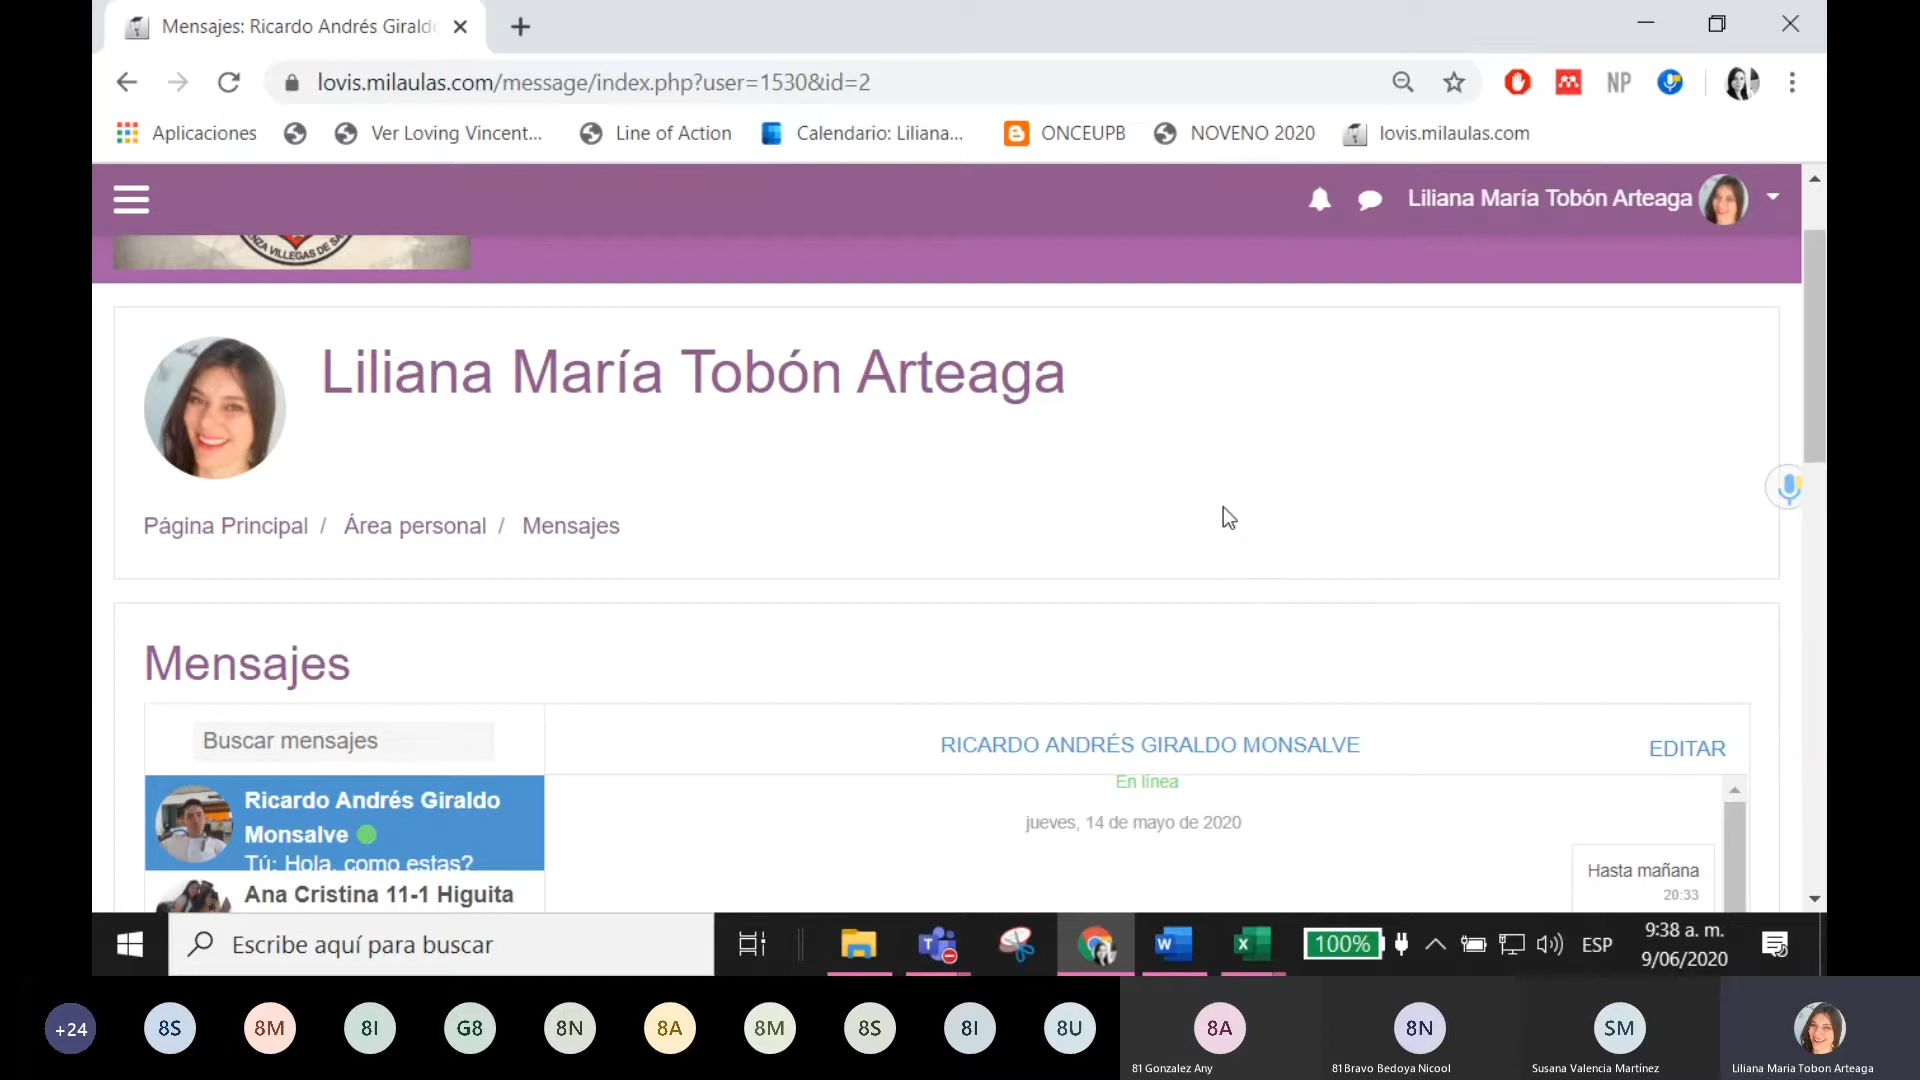 Mensajes: Ricardo Andrés Girald
lovis.milaulas.com/message/index.php?user=1530&id=2
NP
Aplicaciones
Ver Loving Vincent...
Line of Action
Calendario: Liliana...
ONCEUPB
NOVENO 2020
lovis.milaulas.com
Liliana María Tobón Arteaga
VILLEGAS DE
Liliana María Tobón Arteaga
Página Principal / Área personal / Mensajes
Mensajes
Buscar mensajes
RICARDO ANDRÉS GIRALDO MONSALVE
EDITAR
En línea
Ricardo Andrés Giraldo
Monsalve
Tú: Hola, como estas?
jueves, 14 de mayo de 2020
Hasta mañana
20:33
Ana Cristina 11-1 Higuita
Escribe aquí para buscar
100%
ESP
9:38 a. m.
9/06/2020
+24
8S
8M
8I
G8
8N
8A
8M
8S
8I
8U
8A
8N
SM
81 Gonzalez Any
81Bravo Bedoya Nicool
Susana Valencia Martínez
Liliana Maria Tobon Arteaga